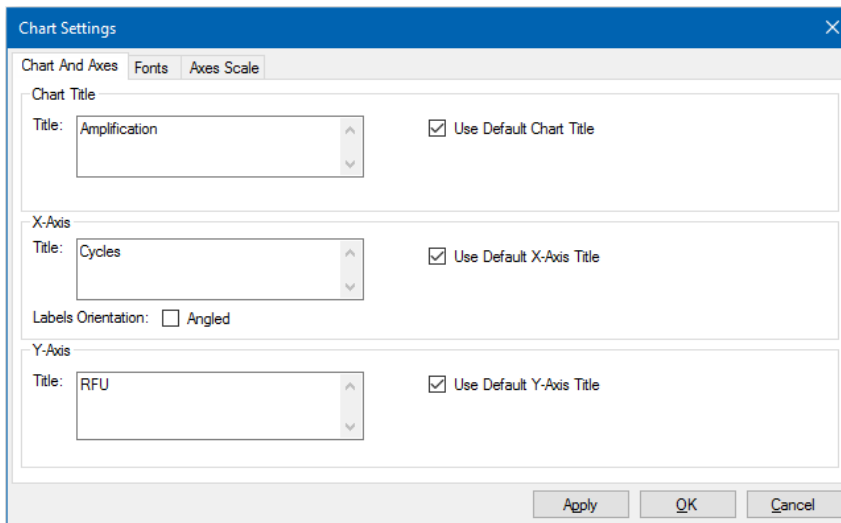 Chart Settings
Chart And Axes Fonts Axes Scale
Chart Title
Title: Amplification Use Default Chart Title
X-Axis
Title: Cycles Use Default X-Axis Title
Labels Orientation: Angled
Y-Axis
Title: RFU Use Default Y-Axis Title
Apply OK Cancel